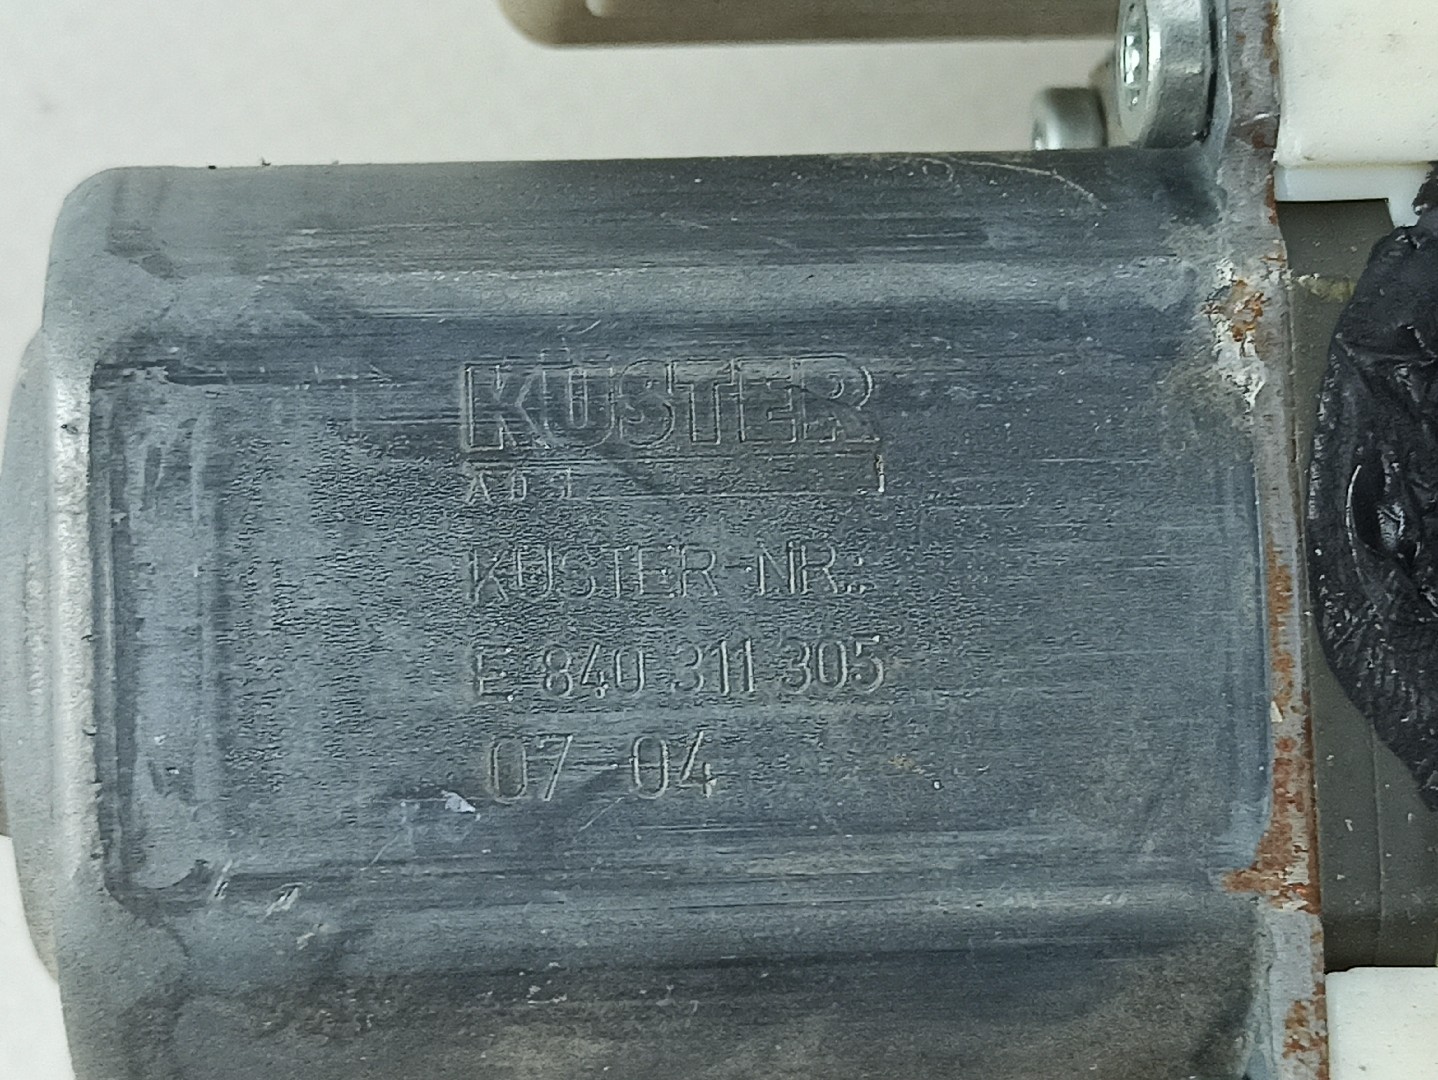 KÜSTER
KÜSTER-NR.:
E 840 311 305
07 04